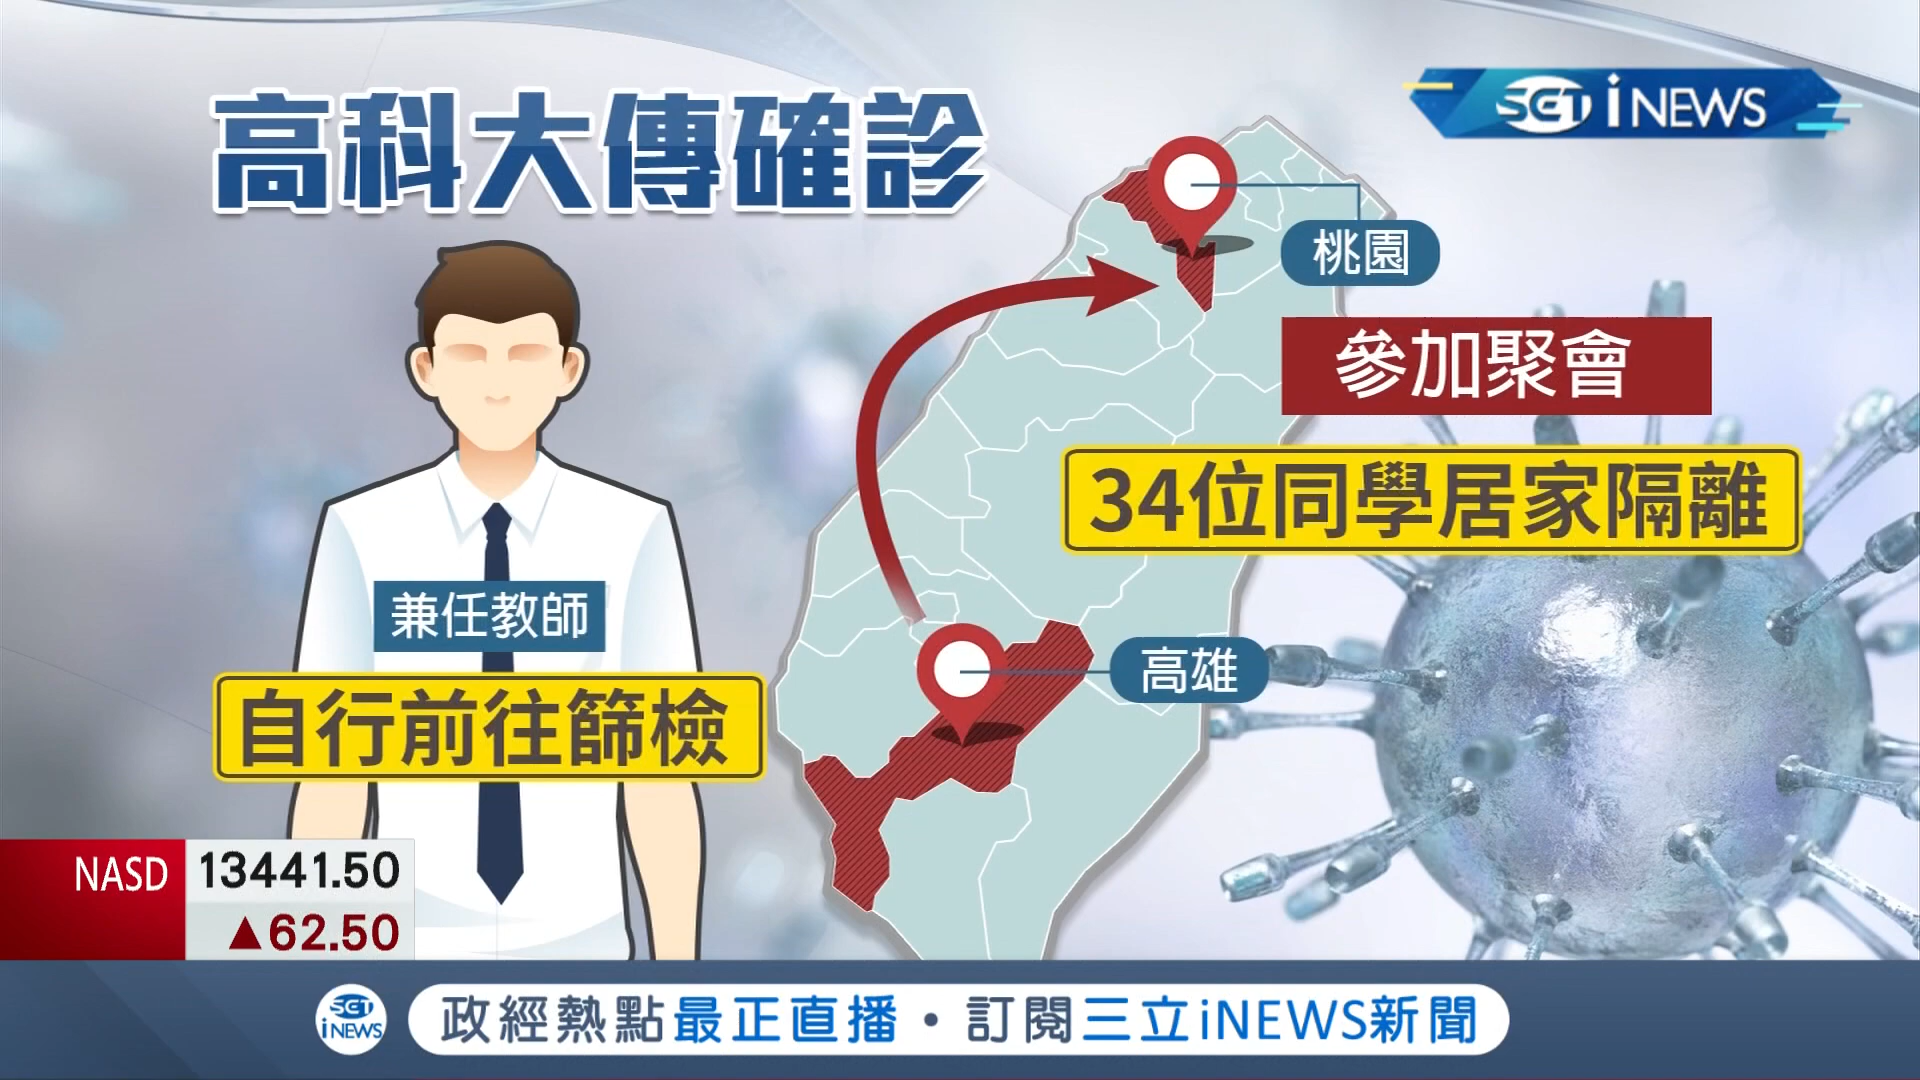 高科大傳確診
SET iNEWS
桃園
參加聚會
34位同學居家隔離
兼任教師
高雄
自行前往篩檢
NASD 13441.50
▲62.50
SET iNEWS
政經熱點最正直播・訂閱三立iNEWS新聞